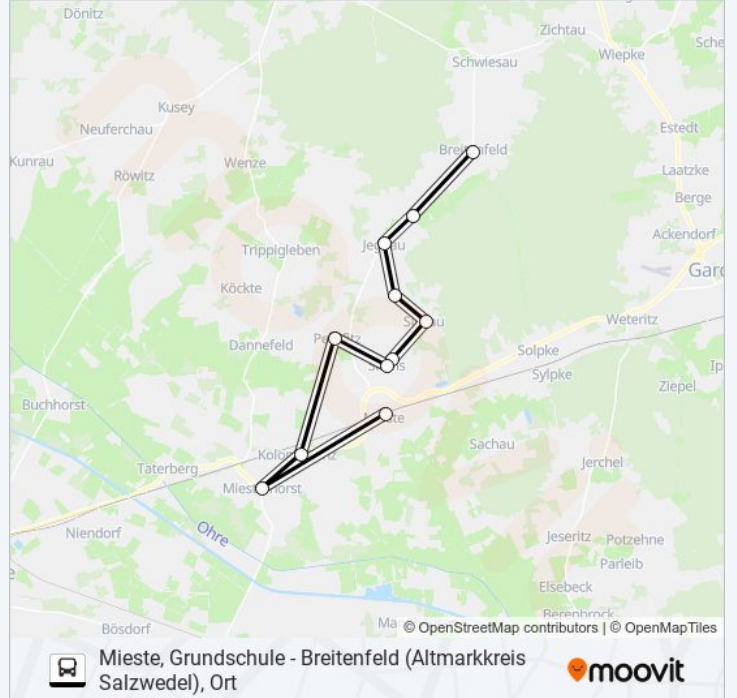 Dönitz
Zichtau
Wiepke
Schwiesau
Kusey
Neuferchau
Estedt
Kunrau
Wenze
Röwitz
Laatzke
Berge
Trippigleben
Ackendorf
Köckte
Weteritz
Dannefeld
Solpke
Sylpke
Ziepel
Buchhorst
Sachau
Jerchel
Taterberg
Niendorf
Ohre
Jeseritz
Potzehne
Parleib
Elsebeck
Berenbrock
Bösdorf
© OpenStreetMap contributors | © OpenMapTiles
Mieste, Grundschule - Breitenfeld (Altmarkkreis
Salzwedel), Ort
moovit